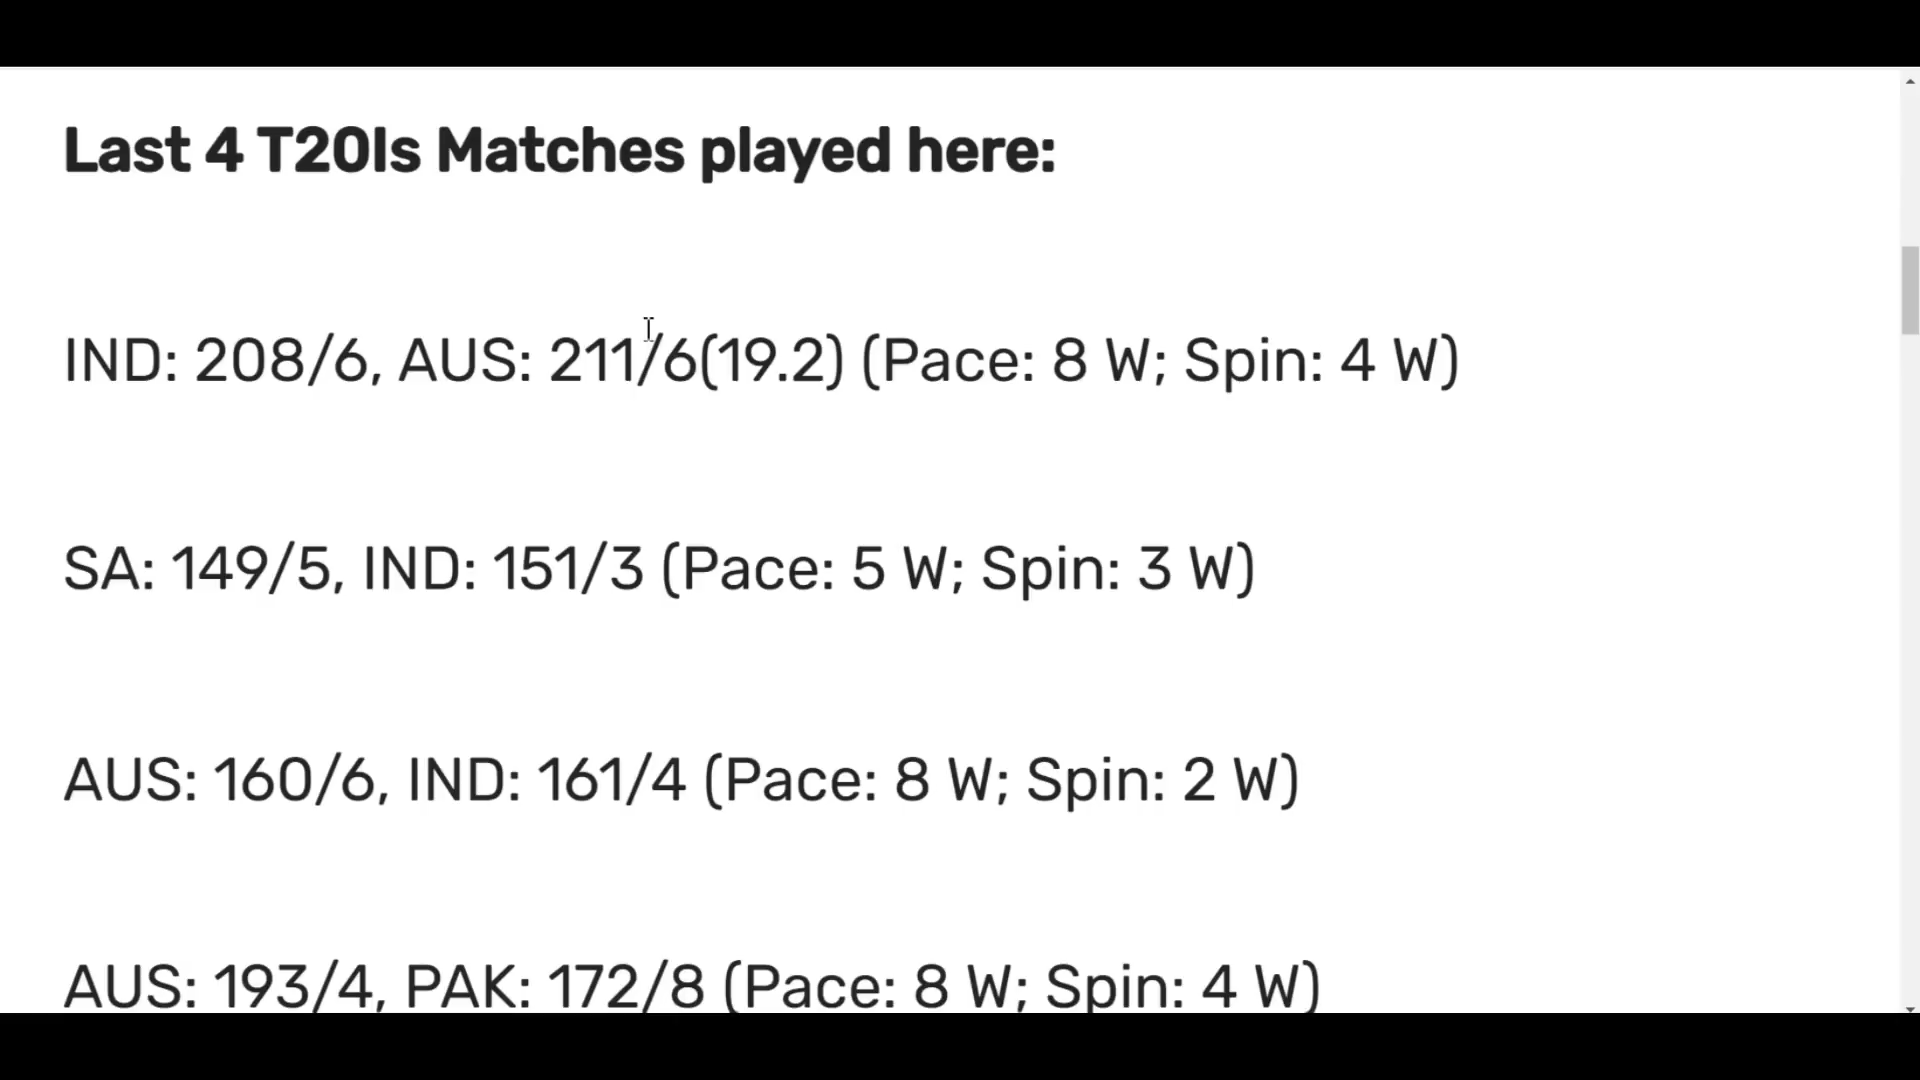 Last 4 T20Is Matches played here:
IND: 208/6, AUS: 211/6(19.2) (Pace: 8 W; Spin: 4 W)
SA: 149/5, IND: 151/3 (Pace: 5 W; Spin: 3 W)
AUS: 160/6, IND: 161/4 (Pace: 8 W; Spin: 2 W)
AUS: 193/4, PAK: 172/8 (Pace: 8 W; Spin: 4 W)